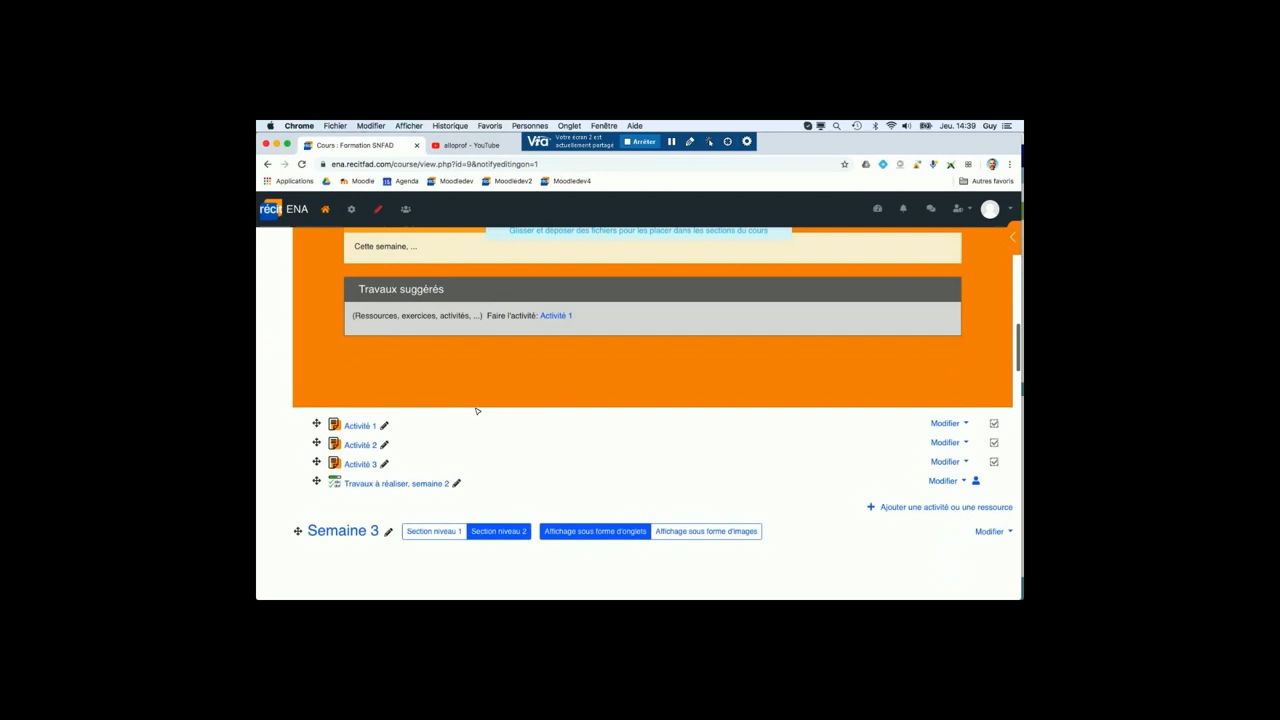 Chrome Fichier Modifier Afficher Historique Favoris Personnes Onglet Fenêtre Aide Jeu. 14:39 Guy
Cours : Formation SNFAD alloprof - YouTube
Via Votre écran 2 est actuellement partagé Arrêter
ena.recitfad.com/course/view.php?id=9&notifyeditingon=1
Applications Moodle Agenda Moodledev Moodledev2 Moodledev4 Autres favoris
récit ENA
Glisser et déposer des fichiers pour les placer dans les sections du cours
Cette semaine, ...
Travaux suggérés
(Ressources, exercices, activités, ...) Faire l'activité: Activité 1
Activité 1 Modifier
Activité 2 Modifier
Activité 3 Modifier
Travaux à réaliser, semaine 2 Modifier
+ Ajouter une activité ou une ressource
Semaine 3 Section niveau 1 Section niveau 2 Affichage sous forme d'onglets Affichage sous forme d'images Modifier